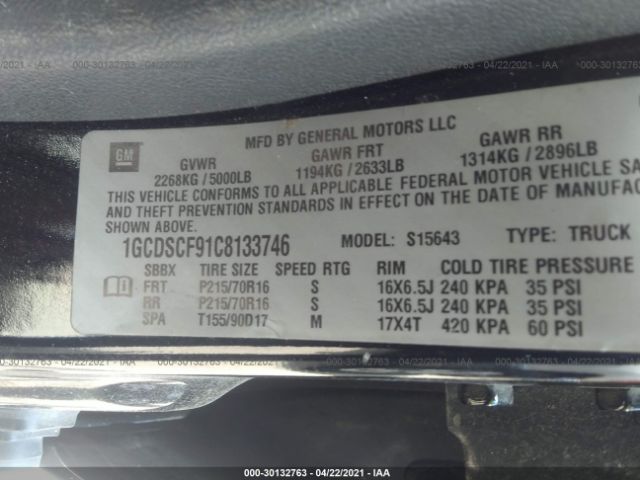 4/22/2021 - IAA 000-30132763 - 04/22/2021 - IAA 000-30132763 - 04/22/2021 - IAA
GM
MFD BY GENERAL MOTORS LLC
GVWR GAWR FRT GAWR RR
2268KG / 5000LB 1194KG / 2633LB 1314KG / 2896LB
THIS VEHICLE CONFORMS TO ALL APPLICABLE FEDERAL MOTOR VEHICLE SA
AND THEFT PREVENTION STANDARDS IN EFFECT ON THE DATE OF MANUFAC
SHOWN ABOVE.
1GCDSCF91C8133746 MODEL: S15643 TYPE: TRUCK
SBBX TIRE SIZE SPEED RTG RIM COLD TIRE PRESSURE
FRT P215/70R16 S 16X6.5J 240 KPA 35 PSI
RR P215/70R16 S 16X6.5J 240 KPA 35 PSI
SPA T155/90D17 M 17X4T 420 KPA 60 PSI
000-30132763 - 04/22/2021 - IAA
000-30132763 - 04/22/2021 - IAA